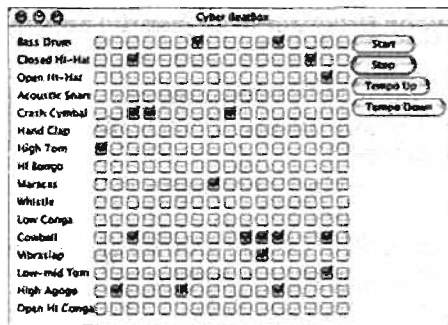 Cyber BeatBox
Bass Drum
Closed Hi-Hat
Open Hi-Hat
Acoustic Snare
Crash Cymbal
Hand Clap
High Tom
Hi Bongo
Maracas
Whistle
Low Conga
Cowbell
Vibraslap
Low-mid Tom
High Agogo
Open Hi Conga
Start
Stop
Tempo Up
Tempo Down